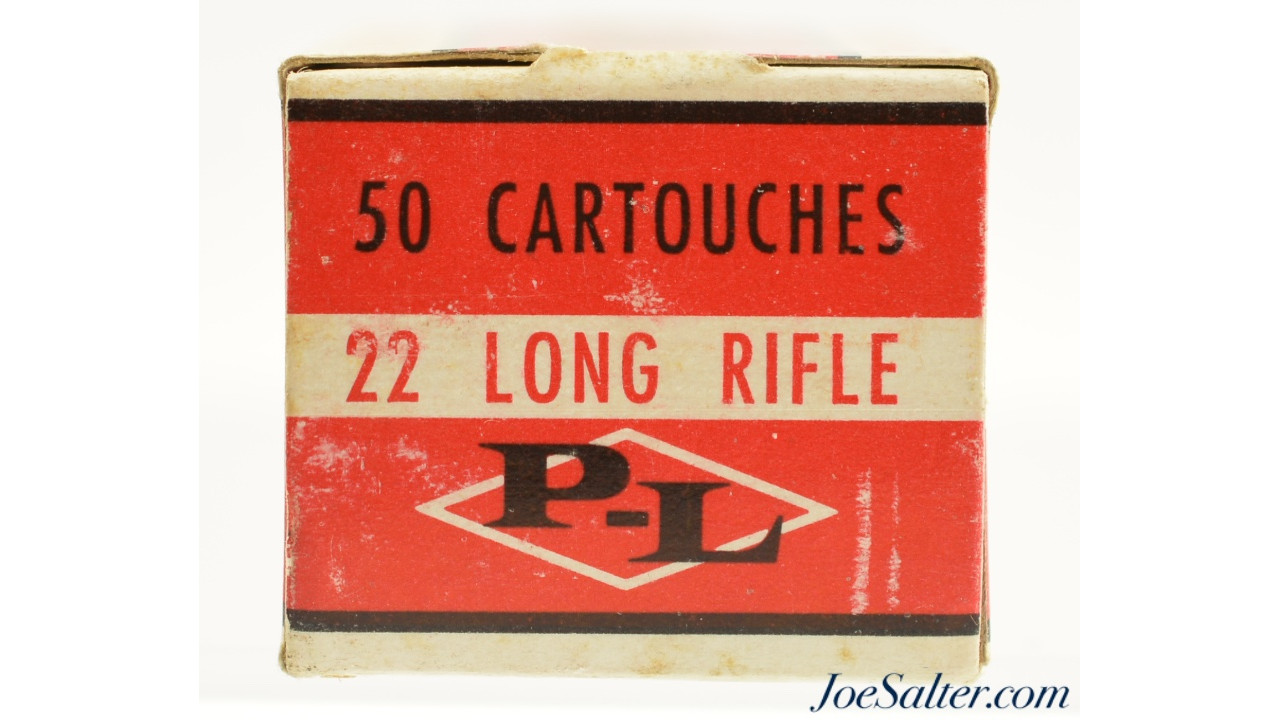 50 CARTOUCHES
22 LONG RIFLE
P-L
JoeSalter.com